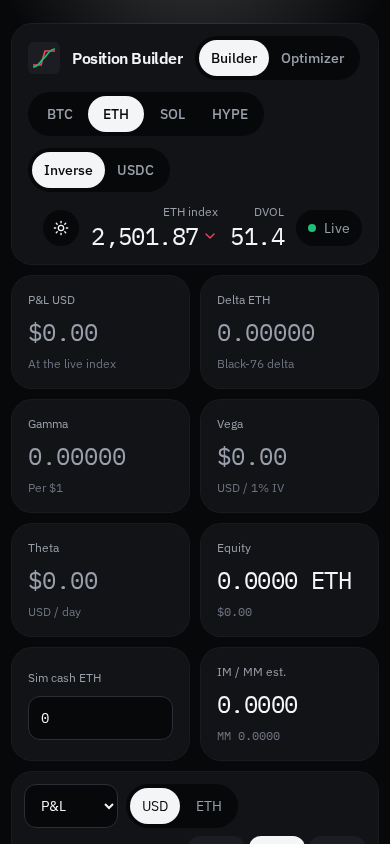 Position Builder Builder Optimizer
BTC ETH SOL HYPE
Inverse USDC
ETH index DVOL
2,501.87 51.4 Live
P&L USD Delta ETH
$0.00 0.00000
At the live index Black-76 delta
Gamma Vega
0.00000 $0.00
Per $1 USD / 1% IV
Theta Equity
$0.00 0.0000 ETH
USD / day $0.00
Sim cash ETH IM / MM est.
0 0.0000
MM 0.0000
P&L USD ETH